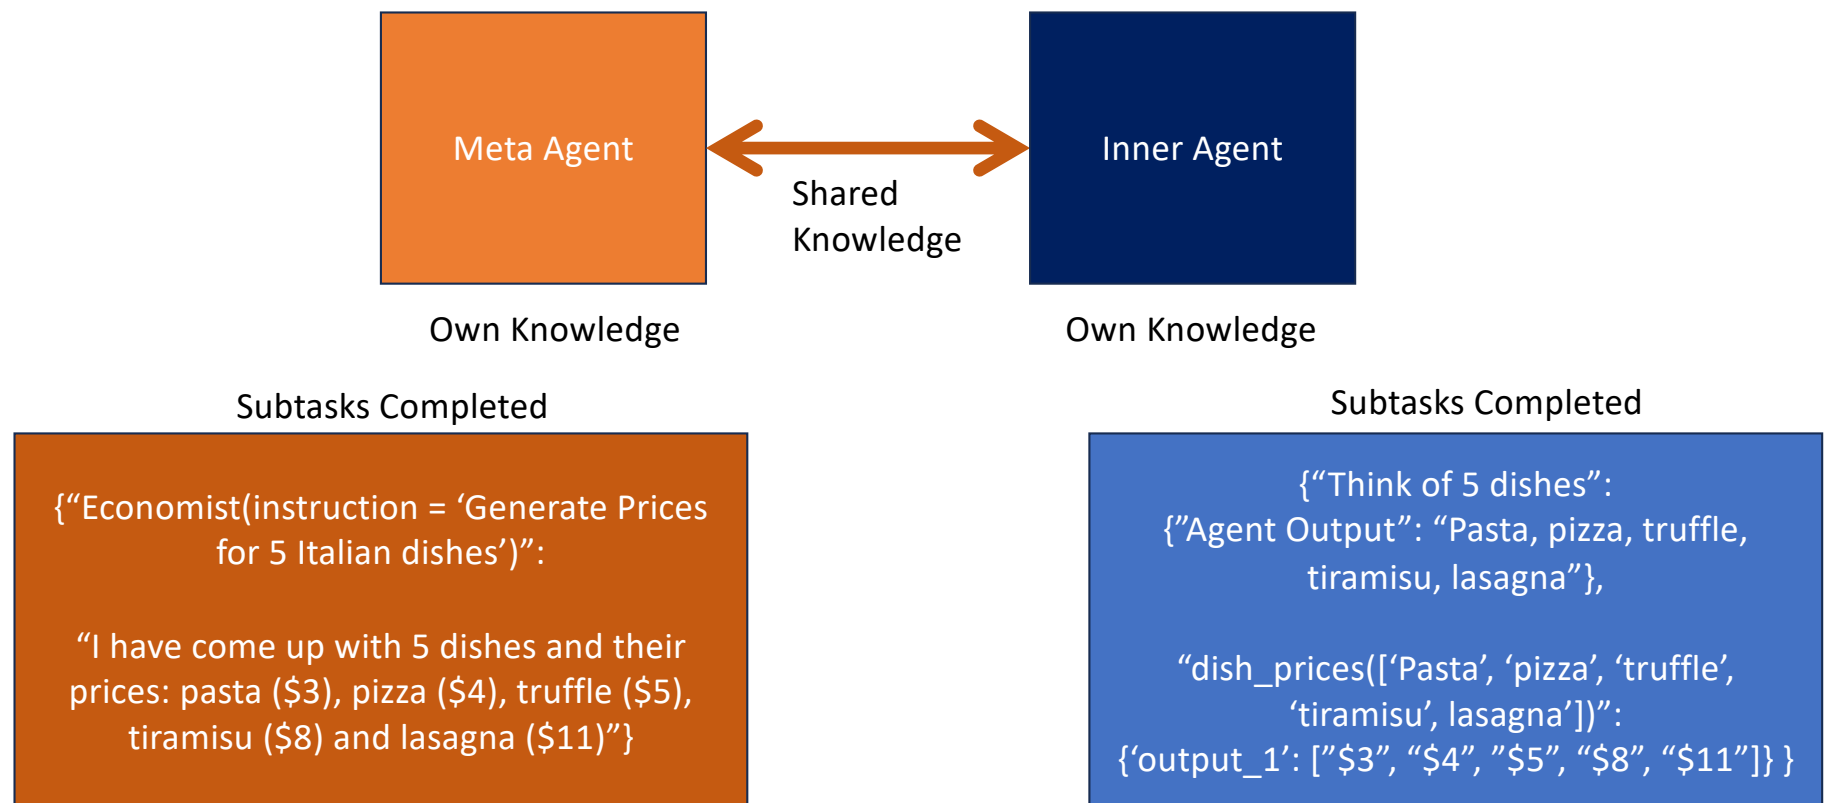 Meta Agent
Inner Agent
Shared
Knowledge
Own Knowledge
Own Knowledge
Subtasks Completed
{“Economist(instruction = ‘Generate Prices
for 5 Italian dishes’)”:
“I have come up with 5 dishes and their
prices: pasta ($3), pizza ($4), truffle ($5),
tiramisu ($8) and lasagna ($11)”}
Subtasks Completed
{“Think of 5 dishes”:
{”Agent Output”: “Pasta, pizza, truffle,
tiramisu, lasagna”},
“dish_prices([‘Pasta’, ‘pizza’, ‘truffle’,
‘tiramisu’, lasagna’])”:
{‘output_1’: [”$3”, “$4”, ”$5”, “$8”, “$11”]} }